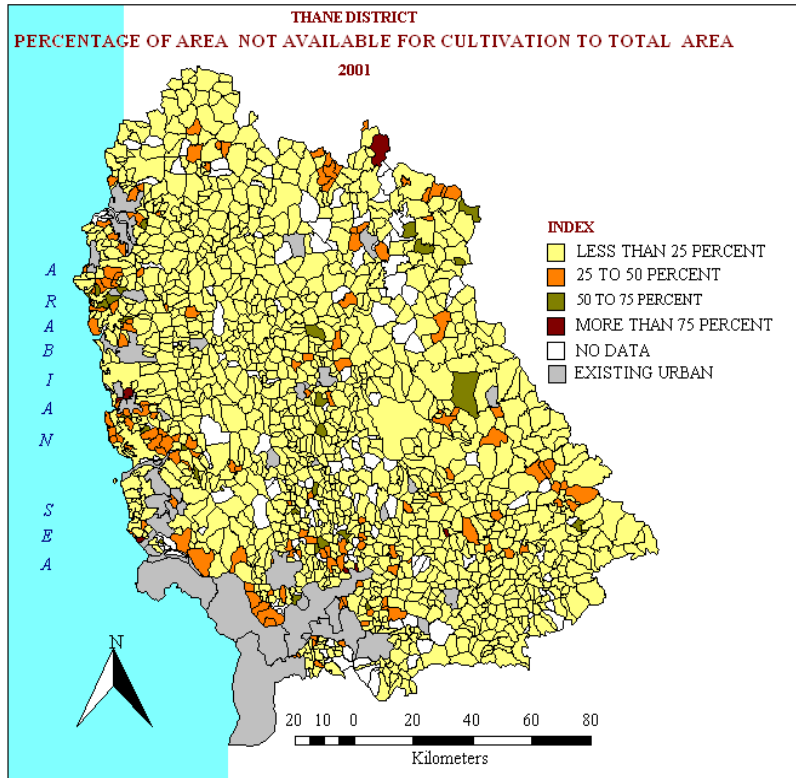 THANE DISTRICT
PERCENTAGE OF AREA NOT AVAILABLE FOR CULTIVATION TO TOTAL AREA
2001
INDEX
LESS THAN 25 PERCENT
25 TO 50 PERCENT
50 TO 75 PERCENT
MORE THAN 75 PERCENT
NO DATA
EXISTING URBAN
ARABIAN SEA
N
20 10 0 20 40 60 80
Kilometers